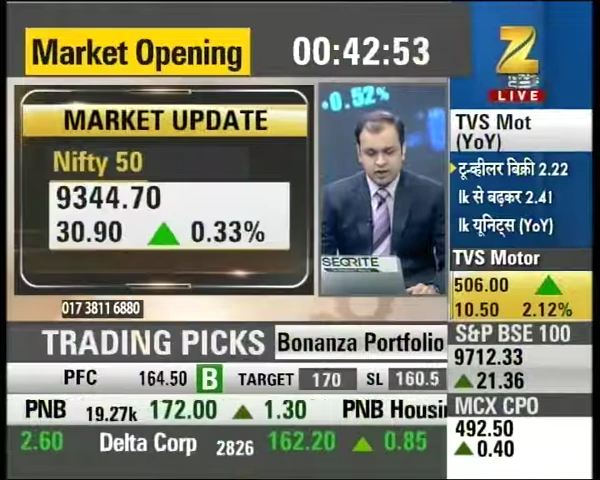 Market Opening
00:42:53
LIVE
MARKET UPDATE
Nifty 50
9344.70
30.90 ▲ 0.33%
+0.52%
SEQRITE
TVS Mot
(YoY)
टू-व्हीलर बिक्री 2.22
lk से बढ़कर 2.41
lk यूनिट्स (YoY)
TVS Motor
506.00 ▲
10.50 2.12%
017 3811 6880
TRADING PICKS
Bonanza Portfolio
PFC 164.50 B TARGET 170 SL 160.5
S&P BSE 100
9712.33
▲ 21.36
PNB 19.27k 172.00 ▲ 1.30 PNB Housi
MCX CPO
492.50
▲ 0.40
2.60 Delta Corp 2826 162.20 ▲ 0.85